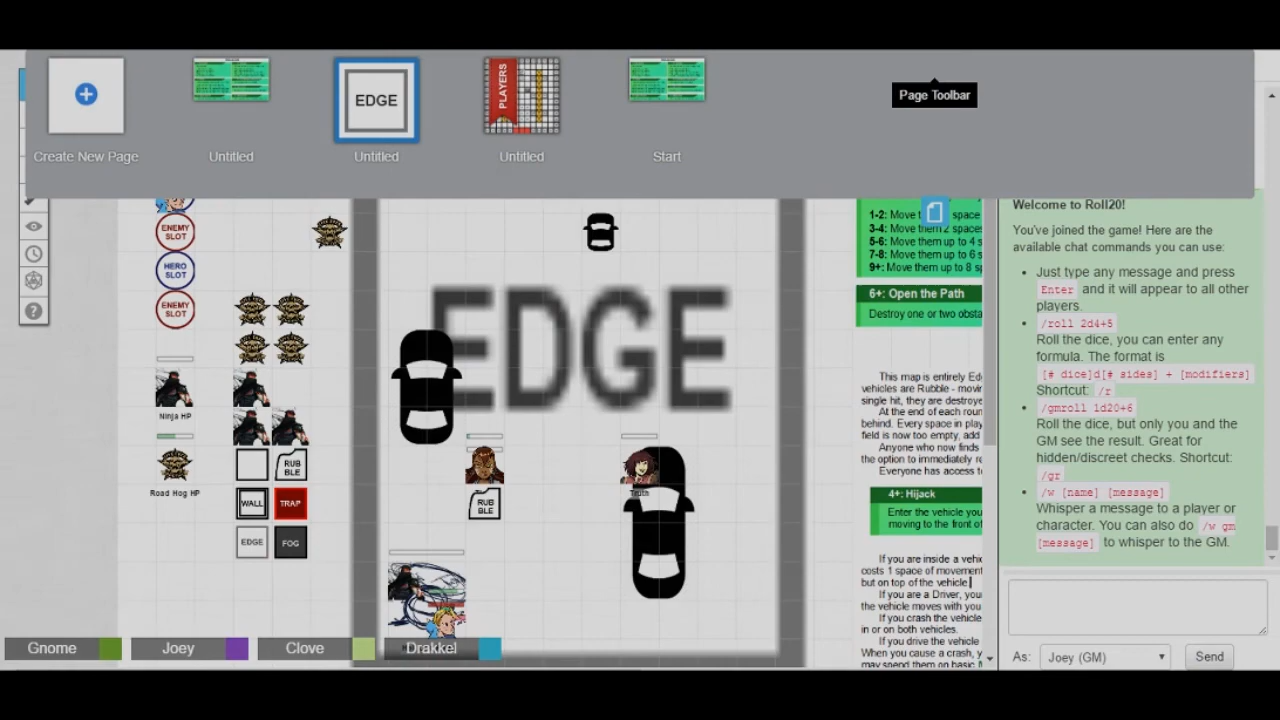 EDGE
PLAYERS
Page Toolbar
Create New Page
Untitled
Untitled
Untitled
Start
ENEMY
SLOT
HERO
SLOT
ENEMY
SLOT
Ninja HP
Road Hog HP
RUB
BLE
WALL
TRAP
EDGE
FOG
EDGE
RUB
BLE
Truth
1-2: Move t space
3-4: Move them 2 spaces
5-6: Move them up to 4 s
7-8: Move them up to 6 s
9+: Move them up to 8 s
6+: Open the Path
Destroy one or two obsta
This map is entirely Ed
vehicles are Rubble - movin
single hit, they are destroye
At the end of each roun
behind. Every space in play
field is now too empty, add
Anyone who now finds
the option to immediately re
Everyone has access t
4+: Hijack
Enter the vehicle you
moving to the front of
If you are inside a vehic
costs 1 space of movement
but on top of the vehicle.
If you are a Driver, you
the vehicle moves with you
If you crash the vehicle
in or on both vehicles.
If you drive the vehicle
When you cause a crash, y
may spend them on basic
Welcome to Roll20!
You've joined the game! Here are the
available chat commands you can use:
Just type any message and press
Enter and it will appear to all other
players.
/roll 2d4+5
Roll the dice, you can enter any
formula. The format is
[# dice]d[# sides] + [modifiers]
Shortcut: /r
/gmroll 1d20+6
Roll the dice, but only you and the
GM see the result. Great for
hidden/discreet checks. Shortcut:
/gr
/w [name] [message]
Whisper a message to a player or
character. You can also do /w gm
[message] to whisper to the GM.
Gnome
Joey
Clove
Drakkel
As: Joey (GM)
Send